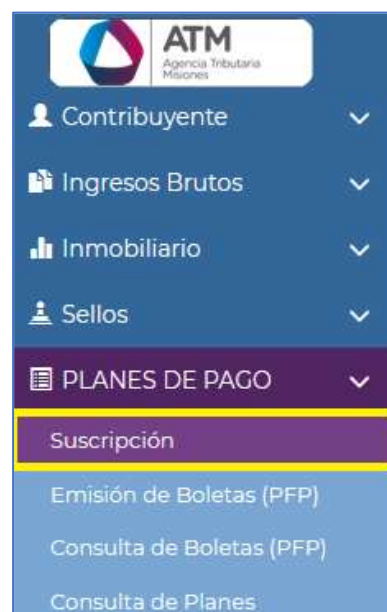 ATM
Agencia Tributaria
Misiones
Contribuyente
Ingresos Brutos
Inmobiliario
Sellos
PLANES DE PAGO
Suscripción
Emisión de Boletas (PFP)
Consulta de Boletas (PFP)
Consulta de Planes